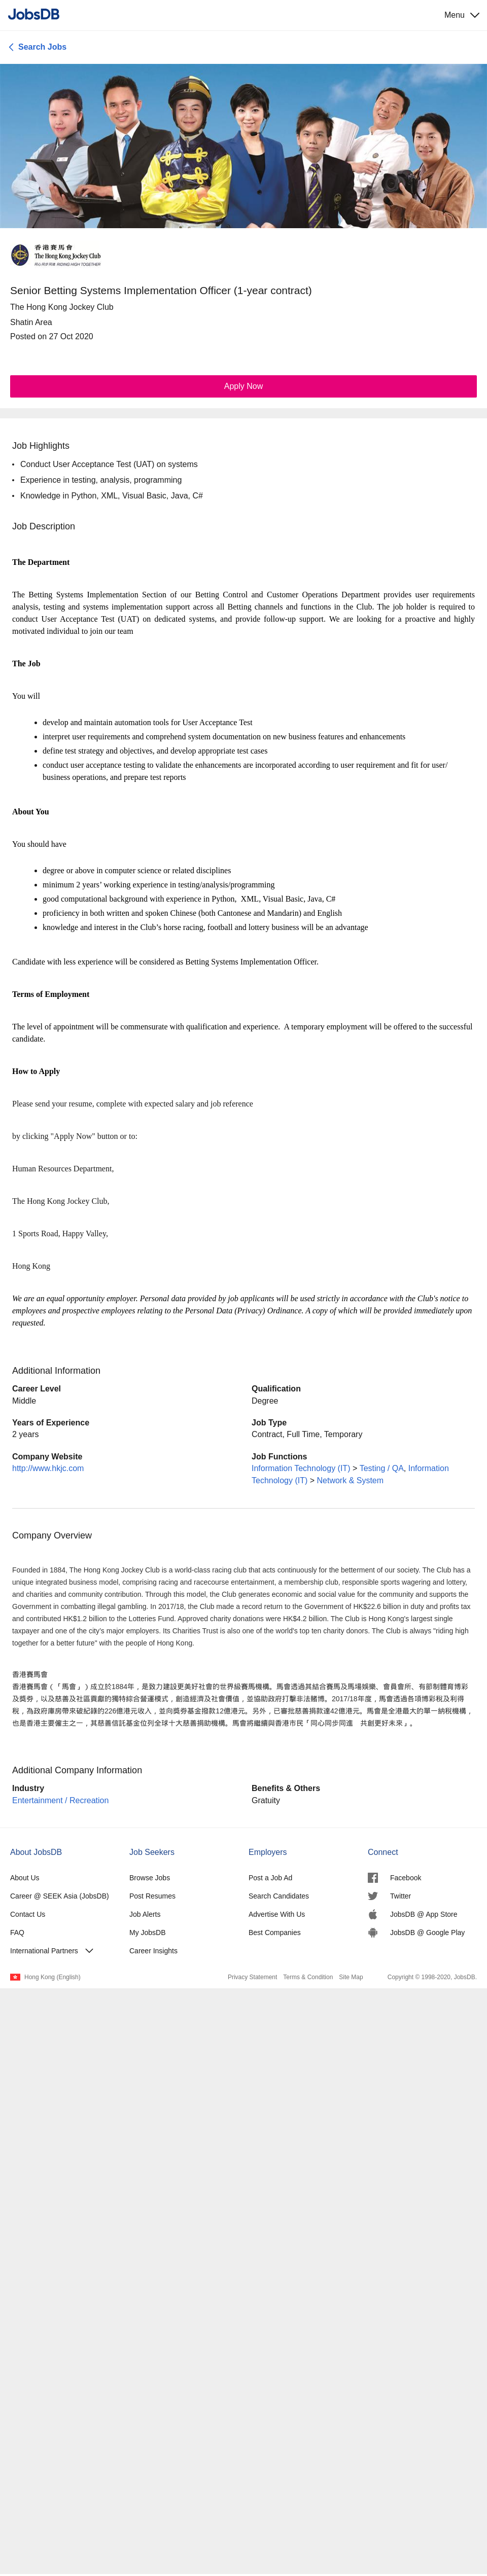 JobsDB
Menu
Search Jobs
香港賽馬會
The Hong Kong Jockey Club
RIDING HIGH TOGETHER
Senior Betting Systems Implementation Officer (1-year contract)
The Hong Kong Jockey Club
Shatin Area
Posted on 27 Oct 2020
Apply Now
Job Highlights
• Conduct User Acceptance Test (UAT) on systems
• Experience in testing, analysis, programming
• Knowledge in Python, XML, Visual Basic, Java, C#
Job Description
The Department
The Betting Systems Implementation Section of our Betting Control and Customer Operations Department provides user requirements
analysis, testing and systems implementation support across all Betting channels and functions in the Club. The job holder is required to
conduct User Acceptance Test (UAT) on dedicated systems, and provide follow-up support. We are looking for a proactive and highly
motivated individual to join our team
The Job
You will
• develop and maintain automation tools for User Acceptance Test
• interpret user requirements and comprehend system documentation on new business features and enhancements
• define test strategy and objectives, and develop appropriate test cases
• conduct user acceptance testing to validate the enhancements are incorporated according to user requirement and fit for user/
business operations, and prepare test reports
About You
You should have
• degree or above in computer science or related disciplines
• minimum 2 years’ working experience in testing/analysis/programming
• good computational background with experience in Python,  XML, Visual Basic, Java, C#
• proficiency in both written and spoken Chinese (both Cantonese and Mandarin) and English
• knowledge and interest in the Club’s horse racing, football and lottery business will be an advantage
Candidate with less experience will be considered as Betting Systems Implementation Officer.
Terms of Employment
The level of appointment will be commensurate with qualification and experience.  A temporary employment will be offered to the successful
candidate.
How to Apply
Please send your resume, complete with expected salary and job reference
by clicking "Apply Now" button or to:
Human Resources Department,
The Hong Kong Jockey Club,
1 Sports Road, Happy Valley,
Hong Kong
We are an equal opportunity employer. Personal data provided by job applicants will be used strictly in accordance with the Club's notice to
employees and prospective employees relating to the Personal Data (Privacy) Ordinance. A copy of which will be provided immediately upon
requested.
Additional Information
Career Level
Middle
Qualification
Degree
Years of Experience
2 years
Job Type
Contract, Full Time, Temporary
Company Website
http://www.hkjc.com
Job Functions
Information Technology (IT) > Testing / QA, Information
Technology (IT) > Network & System
Company Overview
Founded in 1884, The Hong Kong Jockey Club is a world-class racing club that acts continuously for the betterment of our society. The Club has a
unique integrated business model, comprising racing and racecourse entertainment, a membership club, responsible sports wagering and lottery,
and charities and community contribution. Through this model, the Club generates economic and social value for the community and supports the
Government in combatting illegal gambling. In 2017/18, the Club made a record return to the Government of HK$22.6 billion in duty and profits tax
and contributed HK$1.2 billion to the Lotteries Fund. Approved charity donations were HK$4.2 billion. The Club is Hong Kong's largest single
taxpayer and one of the city's major employers. Its Charities Trust is also one of the world's top ten charity donors. The Club is always "riding high
together for a better future" with the people of Hong Kong.
香港賽馬會
香港賽馬會 (「馬會」) 成立於1884年，是致力建設更美好社會的世界級賽馬機構。馬會透過其結合賽馬及馬場娛樂、會員會所、有節制體育博彩
及獎券，以及慈善及社區貢獻的獨特綜合營運模式，創造經濟及社會價值，並協助政府打擊非法賭博。2017/18年度，馬會透過各項博彩稅及利得
稅，為政府庫房帶來破紀錄的226億港元收入，並向獎券基金撥款12億港元。另外，已審批慈善捐款達42億港元。馬會是全港最大的單一納稅機構，
也是香港主要僱主之一，其慈善信託基金位列全球十大慈善捐助機構。馬會將繼續與香港市民「同心同步同進　共創更好未來」。
Additional Company Information
Industry
Entertainment / Recreation
Benefits & Others
Gratuity
About JobsDB
Job Seekers
Employers
Connect
About Us
Browse Jobs
Post a Job Ad
Facebook
Career @ SEEK Asia (JobsDB)
Post Resumes
Search Candidates
Twitter
Contact Us
Job Alerts
Advertise With Us
JobsDB @ App Store
FAQ
My JobsDB
Best Companies
JobsDB @ Google Play
International Partners
Career Insights
Hong Kong (English)
Privacy Statement
Terms & Condition
Site Map
Copyright © 1998-2020, JobsDB.